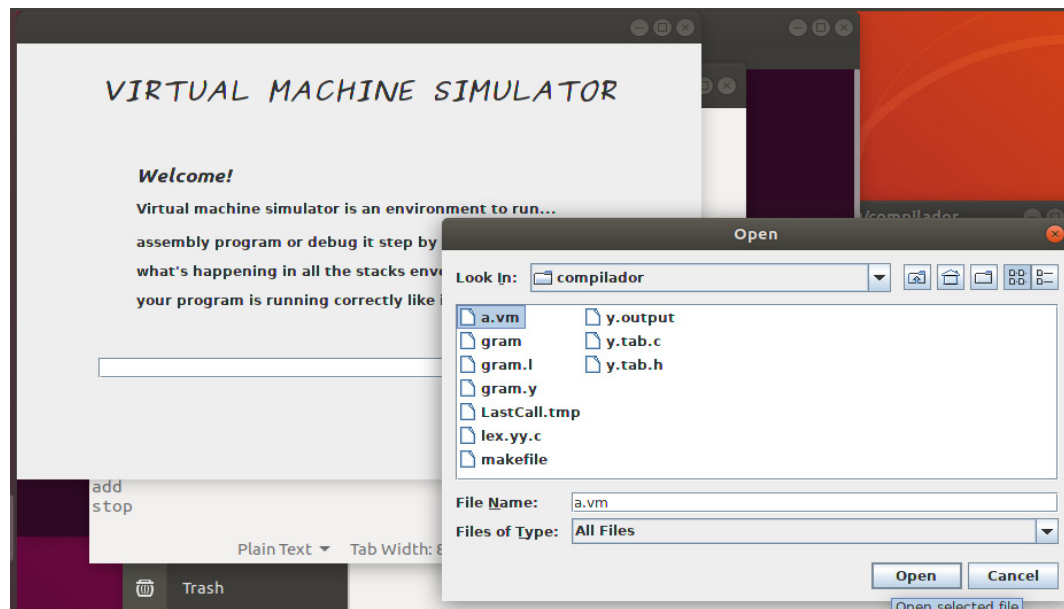 VIRTUAL MACHINE SIMULATOR
Welcome!
Virtual machine simulator is an environment to run...
assembly program or debug it step by
what's happening in all the stacks
your program is running correctly like
/compilador
Open
Look In: compilador
a.vm
gram
gram.l
gram.y
LastCall.tmp
lex.yy.c
makefile
y.output
y.tab.c
y.tab.h
File Name: a.vm
Files of Type: All Files
Open Cancel
Open selected file
add
stop
Plain Text Tab Width:
Trash